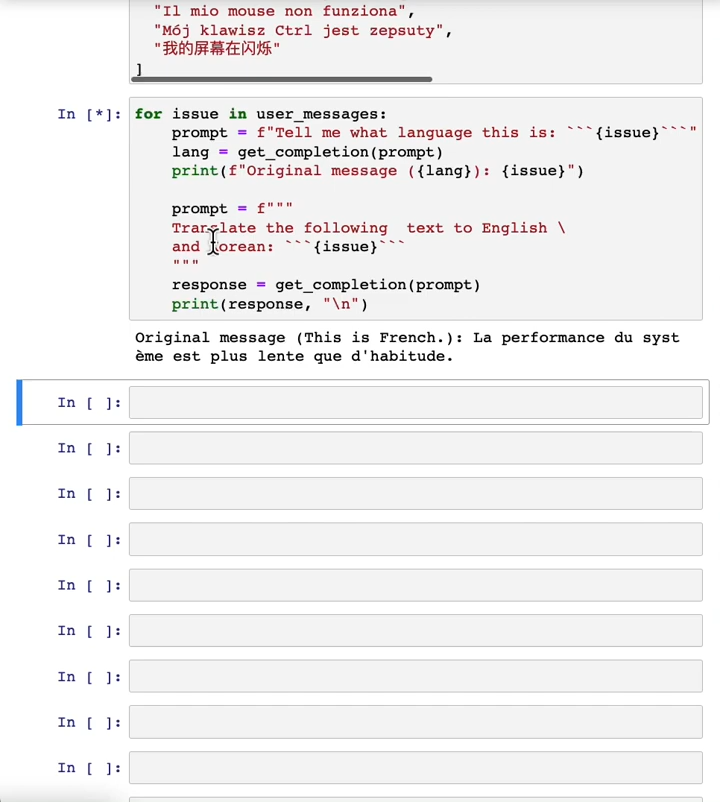 "Il mio mouse non funziona",
"Mój klawisz Ctrl jest zepsuty",
"我的屏幕在闪烁"
]
In [*]: for issue in user_messages:
prompt = f"Tell me what language this is: ```{issue}```"
lang = get_completion(prompt)
print(f"Original message ({lang}): {issue}")
prompt = f"""
Translate the following  text to English \
and Korean: ```{issue}```
"""
response = get_completion(prompt)
print(response, "\n")
Original message (This is French.): La performance du syst
ème est plus lente que d'habitude.
In [ ]:
In [ ]:
In [ ]:
In [ ]:
In [ ]:
In [ ]:
In [ ]:
In [ ]:
In [ ]: